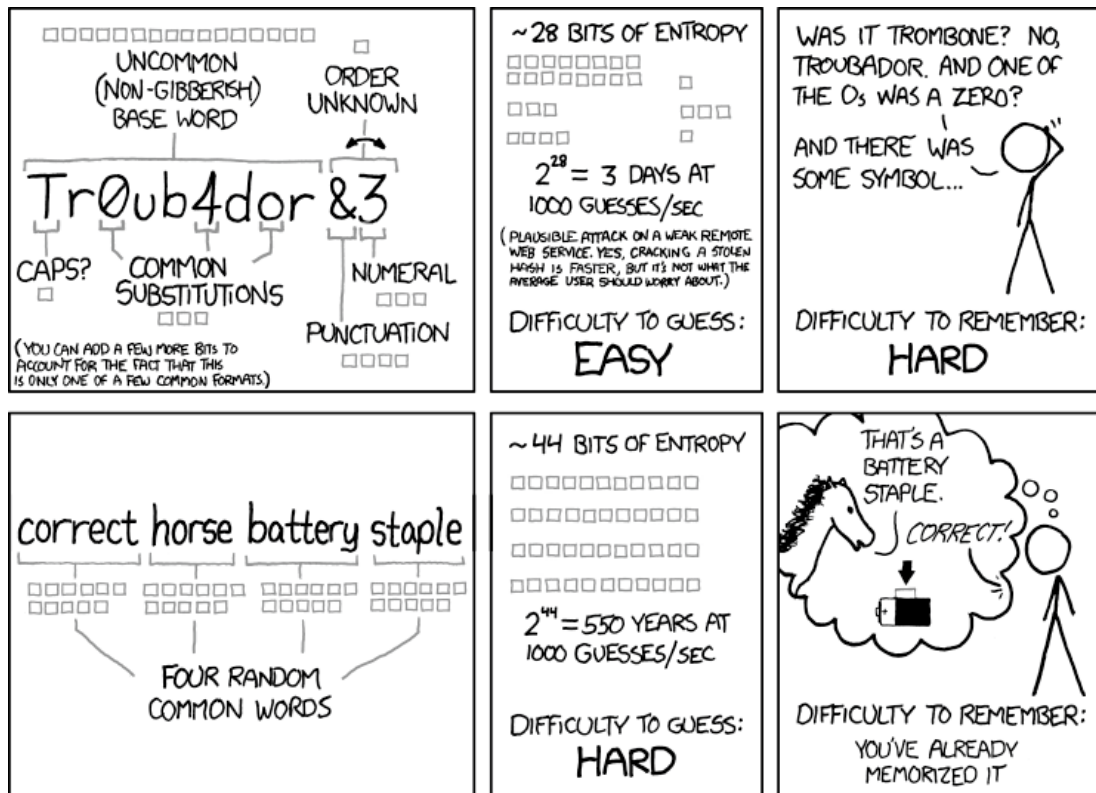 UNCOMMON
(NON-GIBBERISH)
BASE WORD
ORDER
UNKNOWN
Tr0ub4dor &3
CAPS?
COMMON
SUBSTITUTIONS
NUMERAL
PUNCTUATION
(YOU CAN ADD A FEW MORE BITS TO
ACCOUNT FOR THE FACT THAT THIS
IS ONLY ONE OF A FEW COMMON FORMATS.)
~28 BITS OF ENTROPY
2^28 = 3 DAYS AT
1000 GUESSES/SEC
(PLAUSIBLE ATTACK ON A WEAK REMOTE
WEB SERVICE. YES, CRACKING A STOLEN
HASH IS FASTER, BUT IT'S NOT WHAT THE
AVERAGE USER SHOULD WORRY ABOUT.)
DIFFICULTY TO GUESS:
EASY
WAS IT TROMBONE? NO,
TROUBADOR. AND ONE OF
THE Os WAS A ZERO?
AND THERE WAS
SOME SYMBOL...
DIFFICULTY TO REMEMBER:
HARD
correct horse battery staple
FOUR RANDOM
COMMON WORDS
~44 BITS OF ENTROPY
2^44 = 550 YEARS AT
1000 GUESSES/SEC
DIFFICULTY TO GUESS:
HARD
THAT'S A
BATTERY
STAPLE.
CORRECT!
DIFFICULTY TO REMEMBER:
YOU'VE ALREADY
MEMORIZED IT